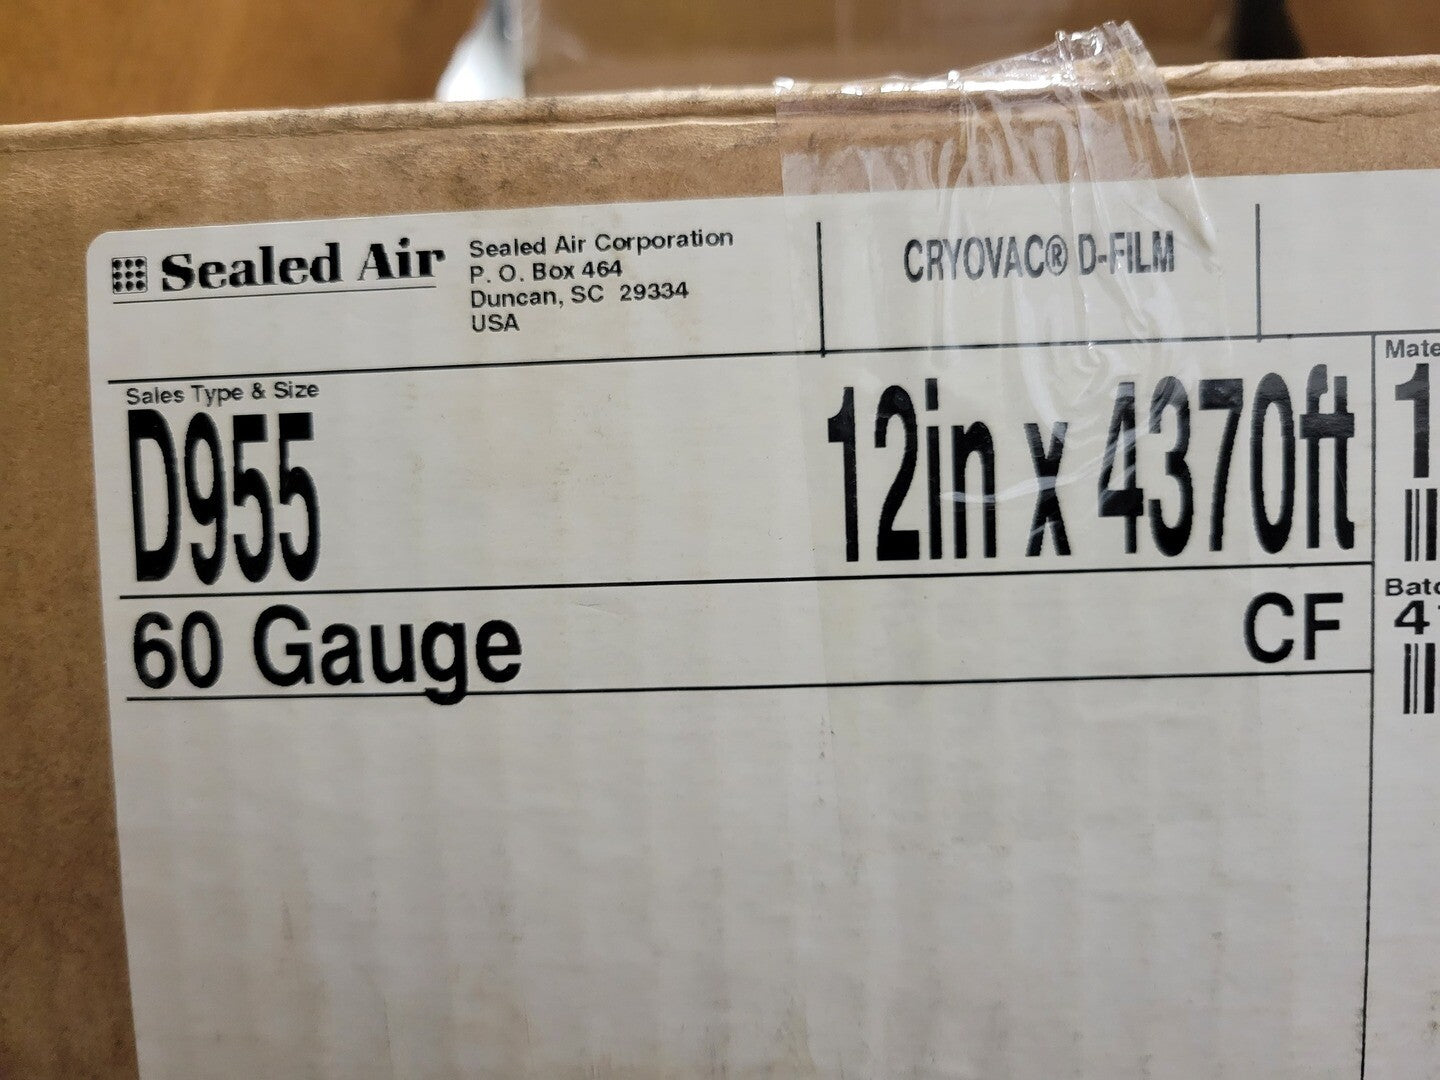 Sealed Air
Sealed Air Corporation
P. O. Box 464
Duncan, SC 29334
USA
CRYOVAC® D-FILM
Sales Type & Size
D955
12in x 4370ft
60 Gauge
CF